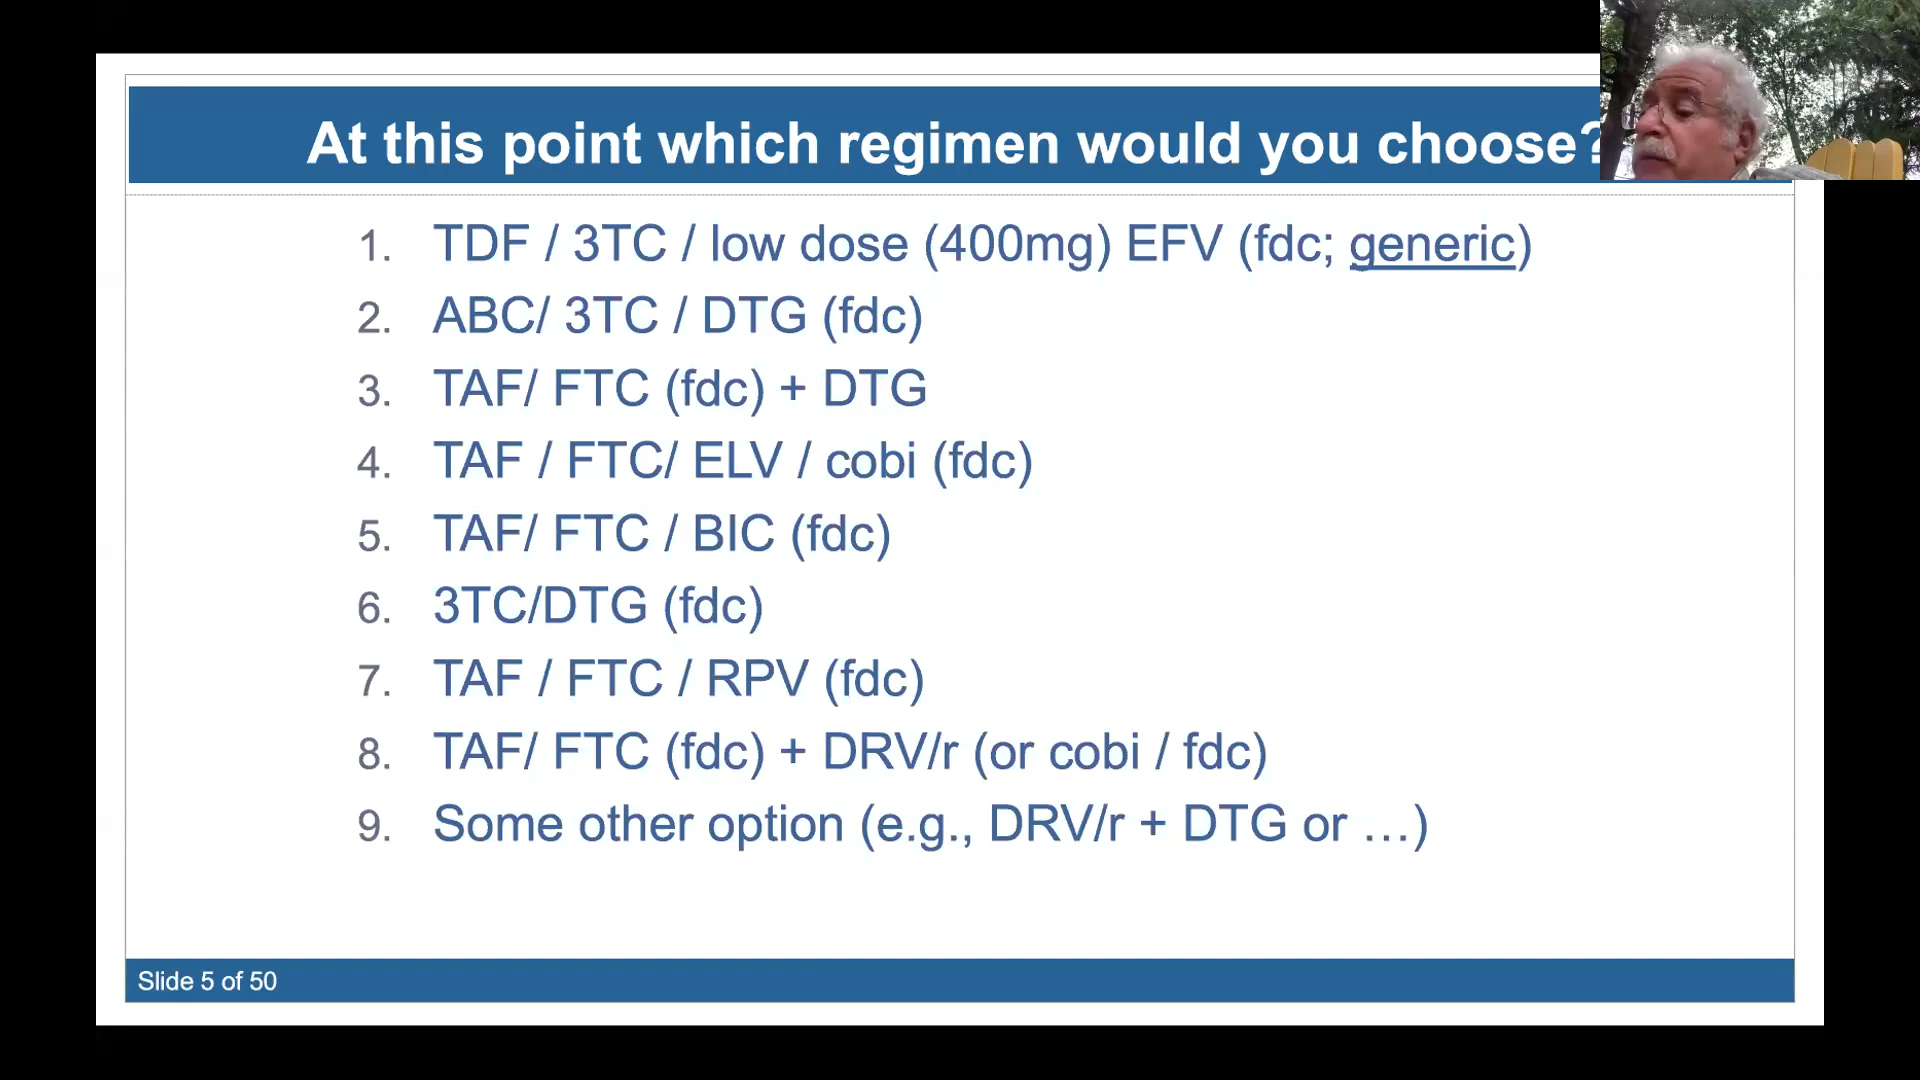 At this point which regimen would you choose?
1. TDF / 3TC / low dose (400mg) EFV (fdc; generic)
2. ABC/ 3TC / DTG (fdc)
3. TAF/ FTC (fdc) + DTG
4. TAF / FTC/ ELV / cobi (fdc)
5. TAF/ FTC / BIC (fdc)
6. 3TC/DTG (fdc)
7. TAF / FTC / RPV (fdc)
8. TAF/ FTC (fdc) + DRV/r (or cobi / fdc)
9. Some other option (e.g., DRV/r + DTG or …)
Slide 5 of 50